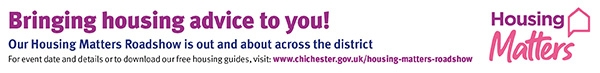 Bringing housing advice to you!
Our Housing Matters Roadshow is out and about across the district
For event date and details or to download our free housing guides, visit: www.chichester.gov.uk/housing-matters-roadshow
Housing
Matters